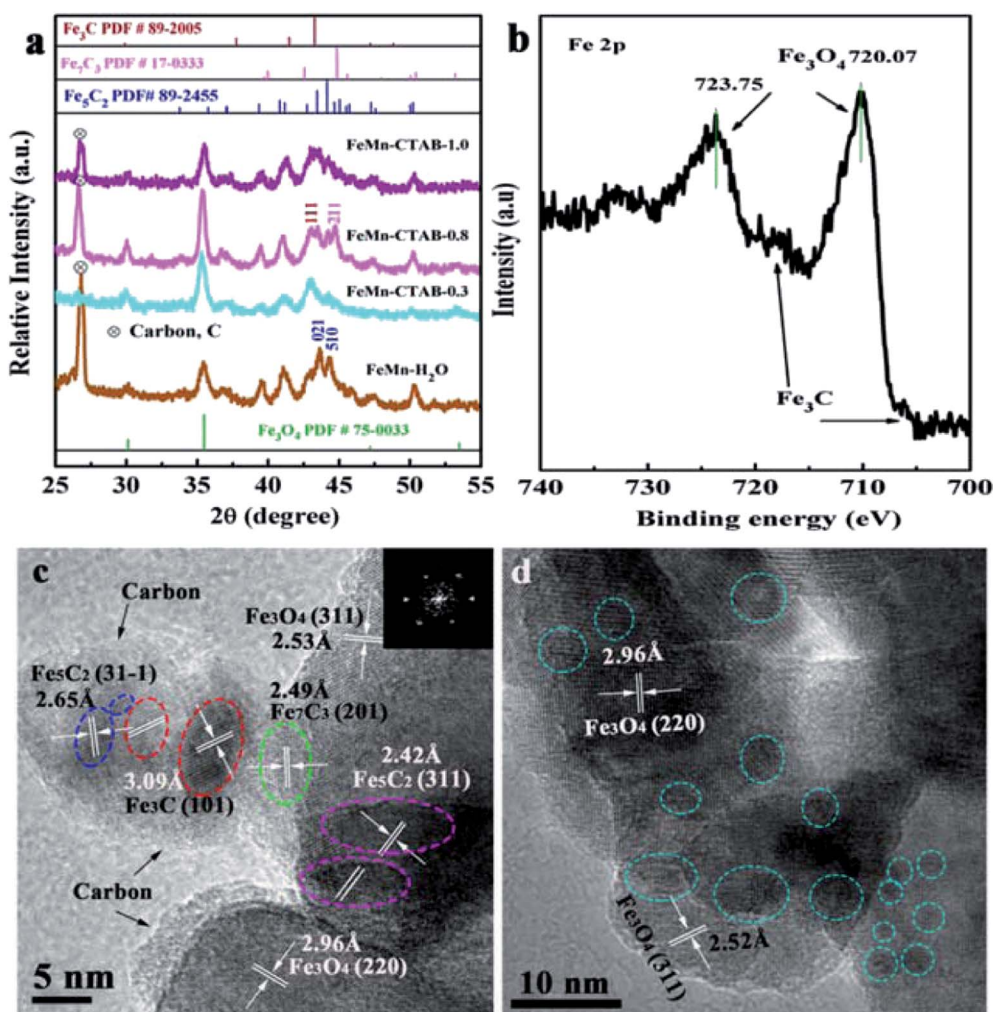 a
Fe3C PDF # 89-2005
Fe7C3 PDF # 17-0333
Fe5C2 PDF# 89-2455
FeMn-CTAB-1.0
111
211
FeMn-CTAB-0.8
FeMn-CTAB-0.3
⊗ Carbon, C
021
510
FeMn-H2O
Fe3O4 PDF # 75-0033
Relative Intensity (a.u.)
25 30 35 40 45 50 55
2θ (degree)
b
Fe 2p
Fe3O4 720.07
723.75
Fe3C
Intensity (a.u)
740 730 720 710 700
Binding energy (eV)
c
Carbon
Fe3O4 (311)
2.53Å
Fe5C2 (31-1)
2.65Å
2.49Å
Fe7C3 (201)
2.42Å
Fe5C2 (311)
3.09Å
Fe3C (101)
Carbon
2.96Å
Fe3O4 (220)
5 nm
d
2.96Å
Fe3O4 (220)
Fe3O4 (311)
2.52Å
10 nm